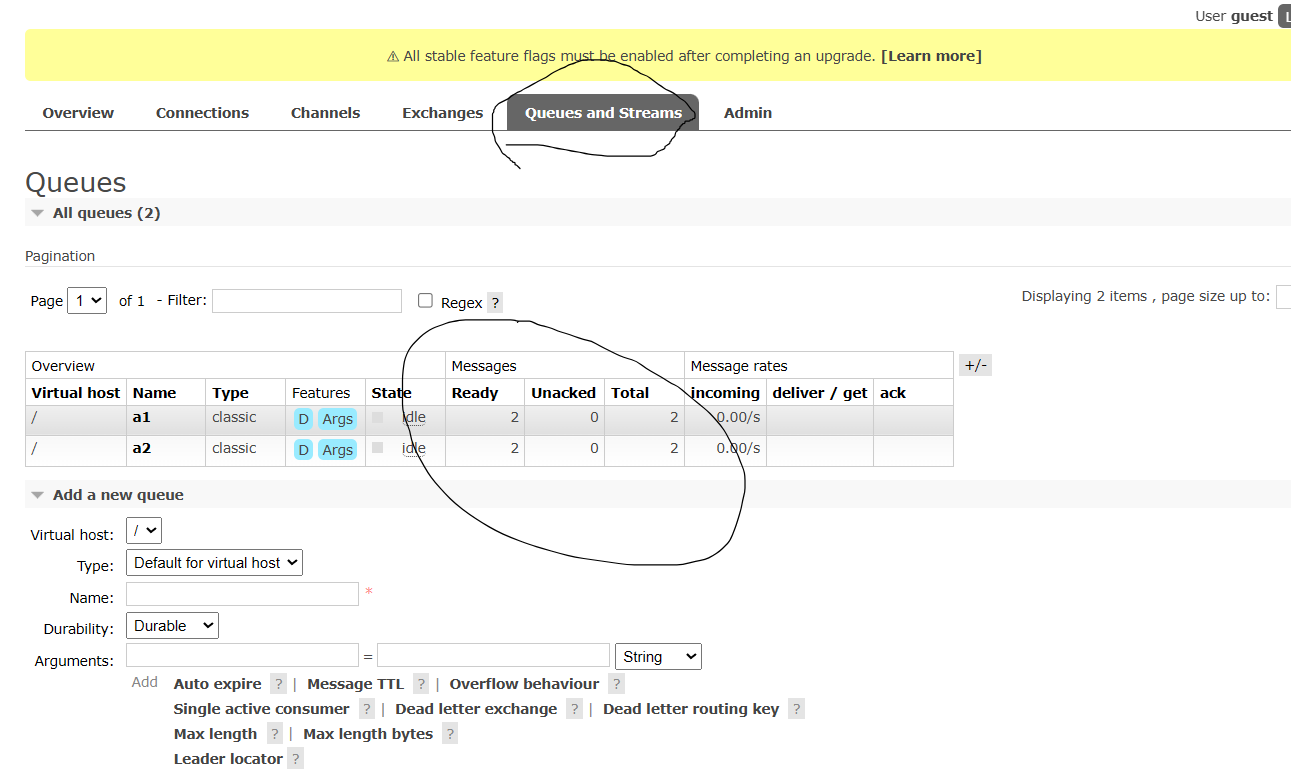 User guest
⚠ All stable feature flags must be enabled after completing an upgrade. [Learn more]
Overview Connections Channels Exchanges Queues and Streams Admin
Queues
All queues (2)
Pagination
Page 1 of 1 - Filter: Regex ?
Displaying 2 items , page size up to:
Overview Messages Message rates +/-
Virtual host Name Type Features State Ready Unacked Total incoming deliver / get ack
/ a1 classic D Args idle 2 0 2 0.00/s
/ a2 classic D Args idle 2 0 2 0.00/s
Add a new queue
Virtual host: /
Type: Default for virtual host
Name: *
Durability: Durable
Arguments: = String
Add Auto expire ? | Message TTL ? | Overflow behaviour ?
Single active consumer ? | Dead letter exchange ? | Dead letter routing key ?
Max length ? | Max length bytes ?
Leader locator ?